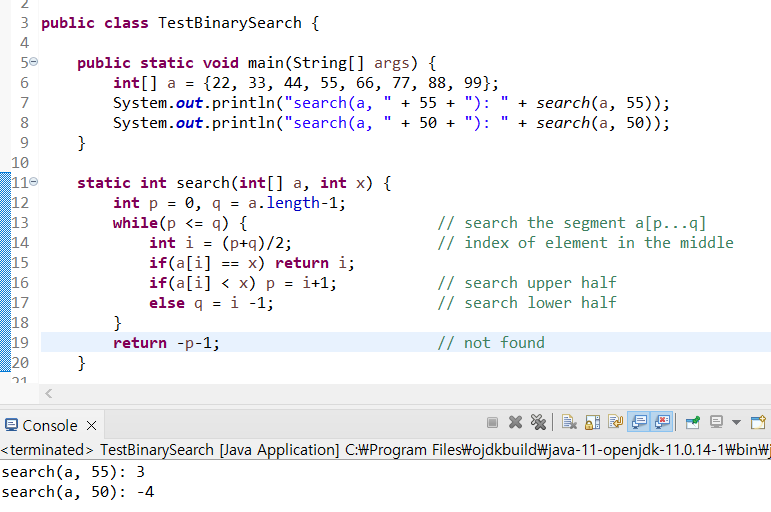 2
3 public class TestBinarySearch {
4
5 public static void main(String[] args) {
6 int[] a = {22, 33, 44, 55, 66, 77, 88, 99};
7 System.out.println("search(a, " + 55 + "): " + search(a, 55));
8 System.out.println("search(a, " + 50 + "): " + search(a, 50));
9 }
10
11 static int search(int[] a, int x) {
12 int p = 0, q = a.length-1;
13 while(p <= q) { // search the segment a[p...q]
14 int i = (p+q)/2; // index of element in the middle
15 if(a[i] == x) return i;
16 if(a[i] < x) p = i+1; // search upper half
17 else q = i -1; // search lower half
18 }
19 return -p-1; // not found
20 }
21
Console
<terminated> TestBinarySearch [Java Application] C:₩Program Files₩ojdkbuild₩java-11-openjdk-11.0.14-1₩bin₩j
search(a, 55): 3
search(a, 50): -4